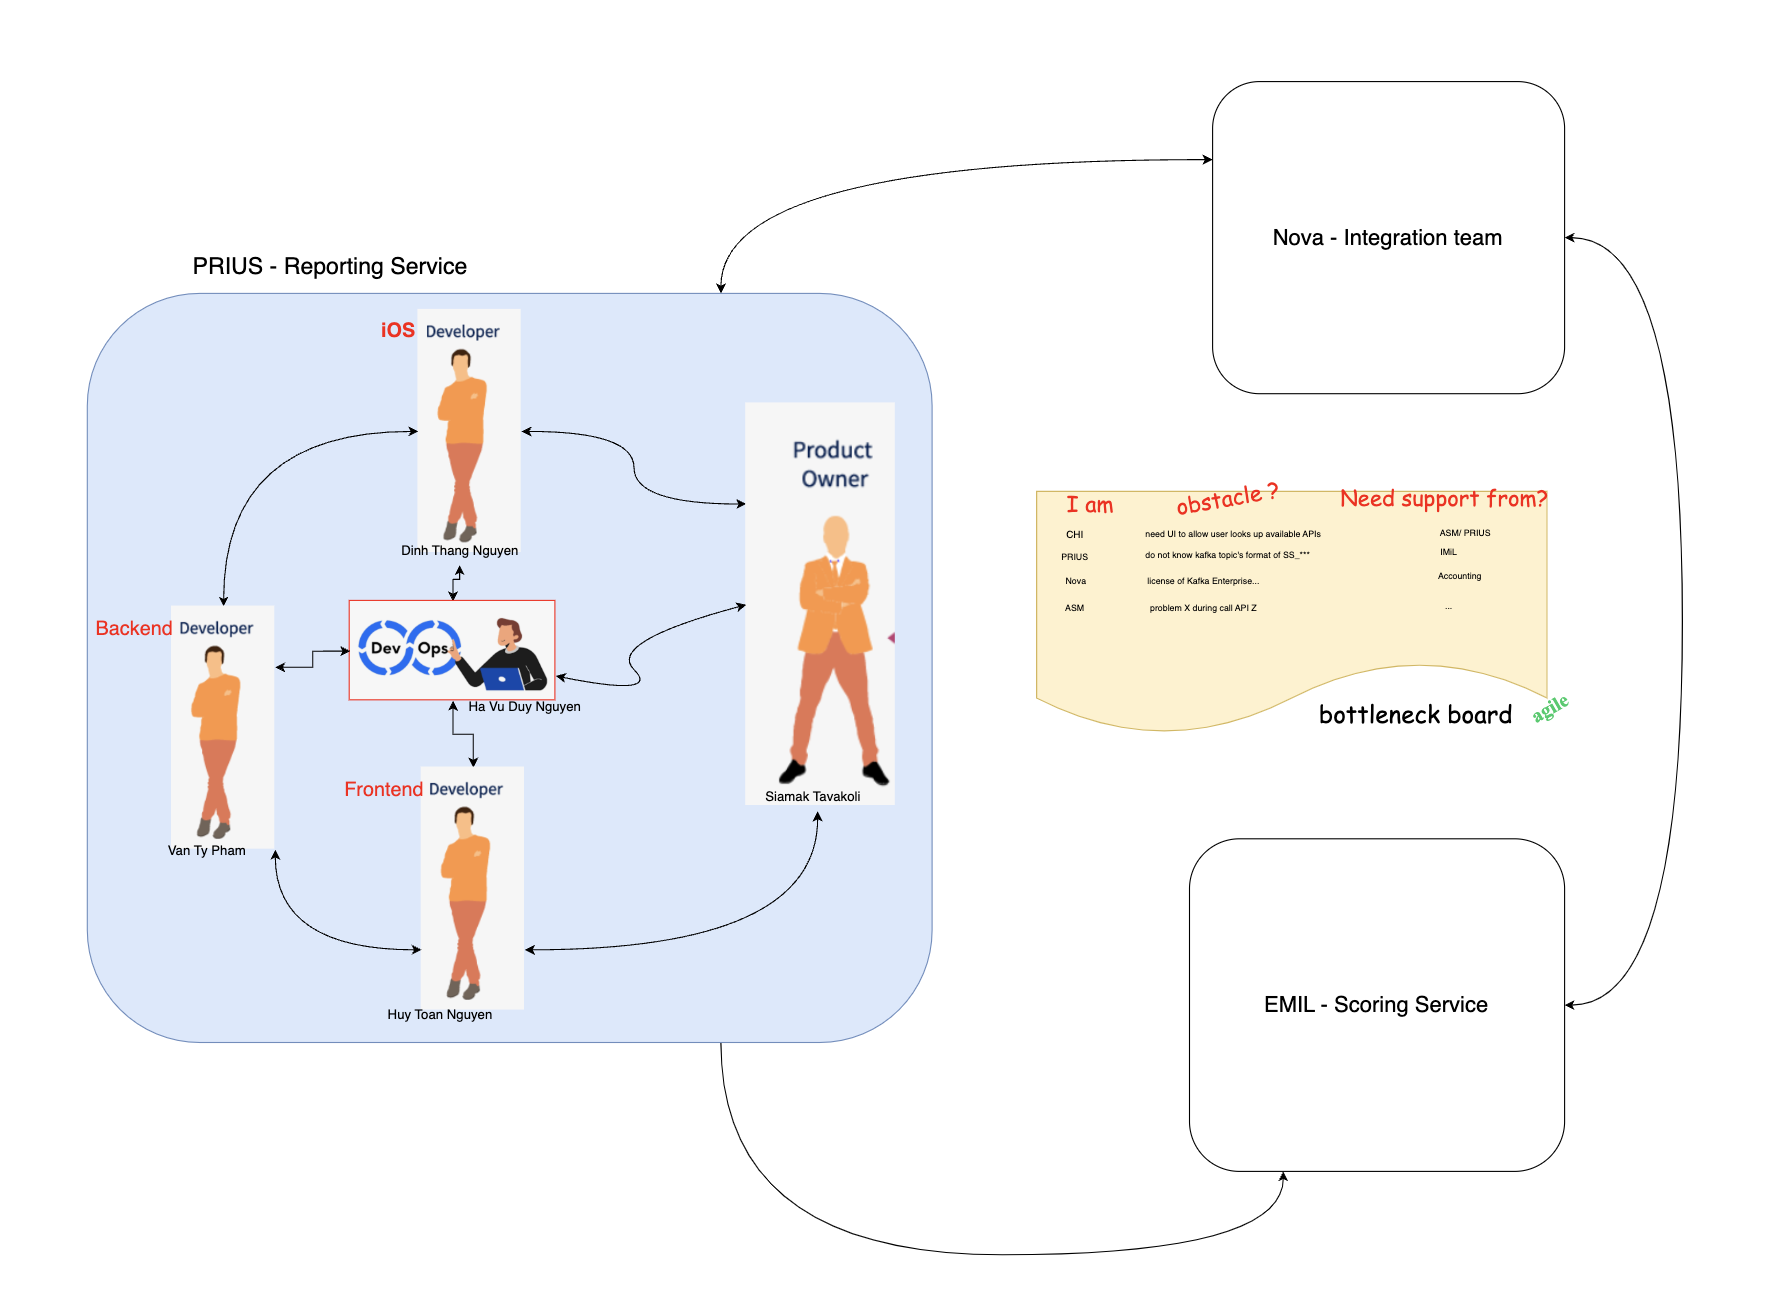 PRIUS - Reporting Service
iOS Developer
Dinh Thang Nguyen
Product
Owner
Siamak Tavakoli
Backend Developer
Van Ty Pham
Dev Ops
Ha Vu Duy Nguyen
Frontend Developer
Huy Toan Nguyen
Nova - Integration team
I am obstacle ? Need support from?
CHI need UI to allow user looks up available APIs ASM/ PRIUS
PRIUS do not know kafka topic's format of SS_*** IMiL
Nova license of Kafka Enterprise... Accounting
ASM problem X during call API Z ...
bottleneck board
agile
EMIL - Scoring Service